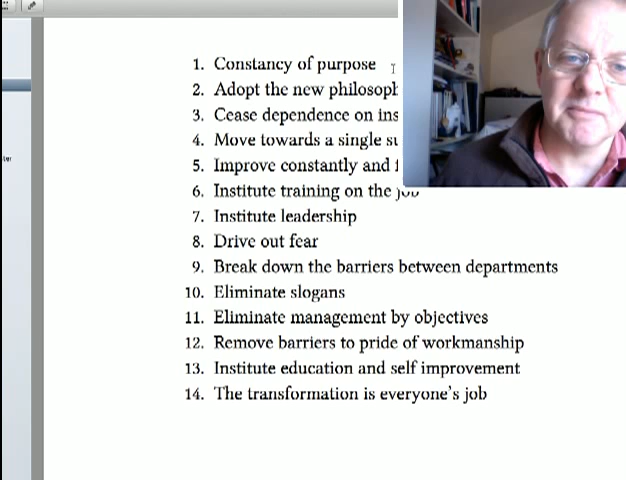 1. Constancy of purpose
2. Adopt the new
3. Cease dependence on
4. Move towards a single
5. Improve constantly and
6. Institute training on the job
7. Institute leadership
8. Drive out fear
9. Break down the barriers between departments
10. Eliminate slogans
11. Eliminate management by objectives
12. Remove barriers to pride of workmanship
13. Institute education and self improvement
14. The transformation is everyone's job